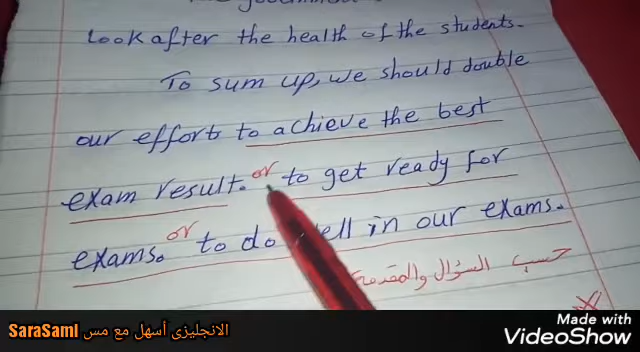 look after the health of the students.
To sum up, we should double
our efforts to achieve the best
exam result. or to get ready for
exams. or to do well in our exams.
حسب السؤال والمقدمة
الانجليزى أسهل مع مس SaraSamI
Made with
VideoShow